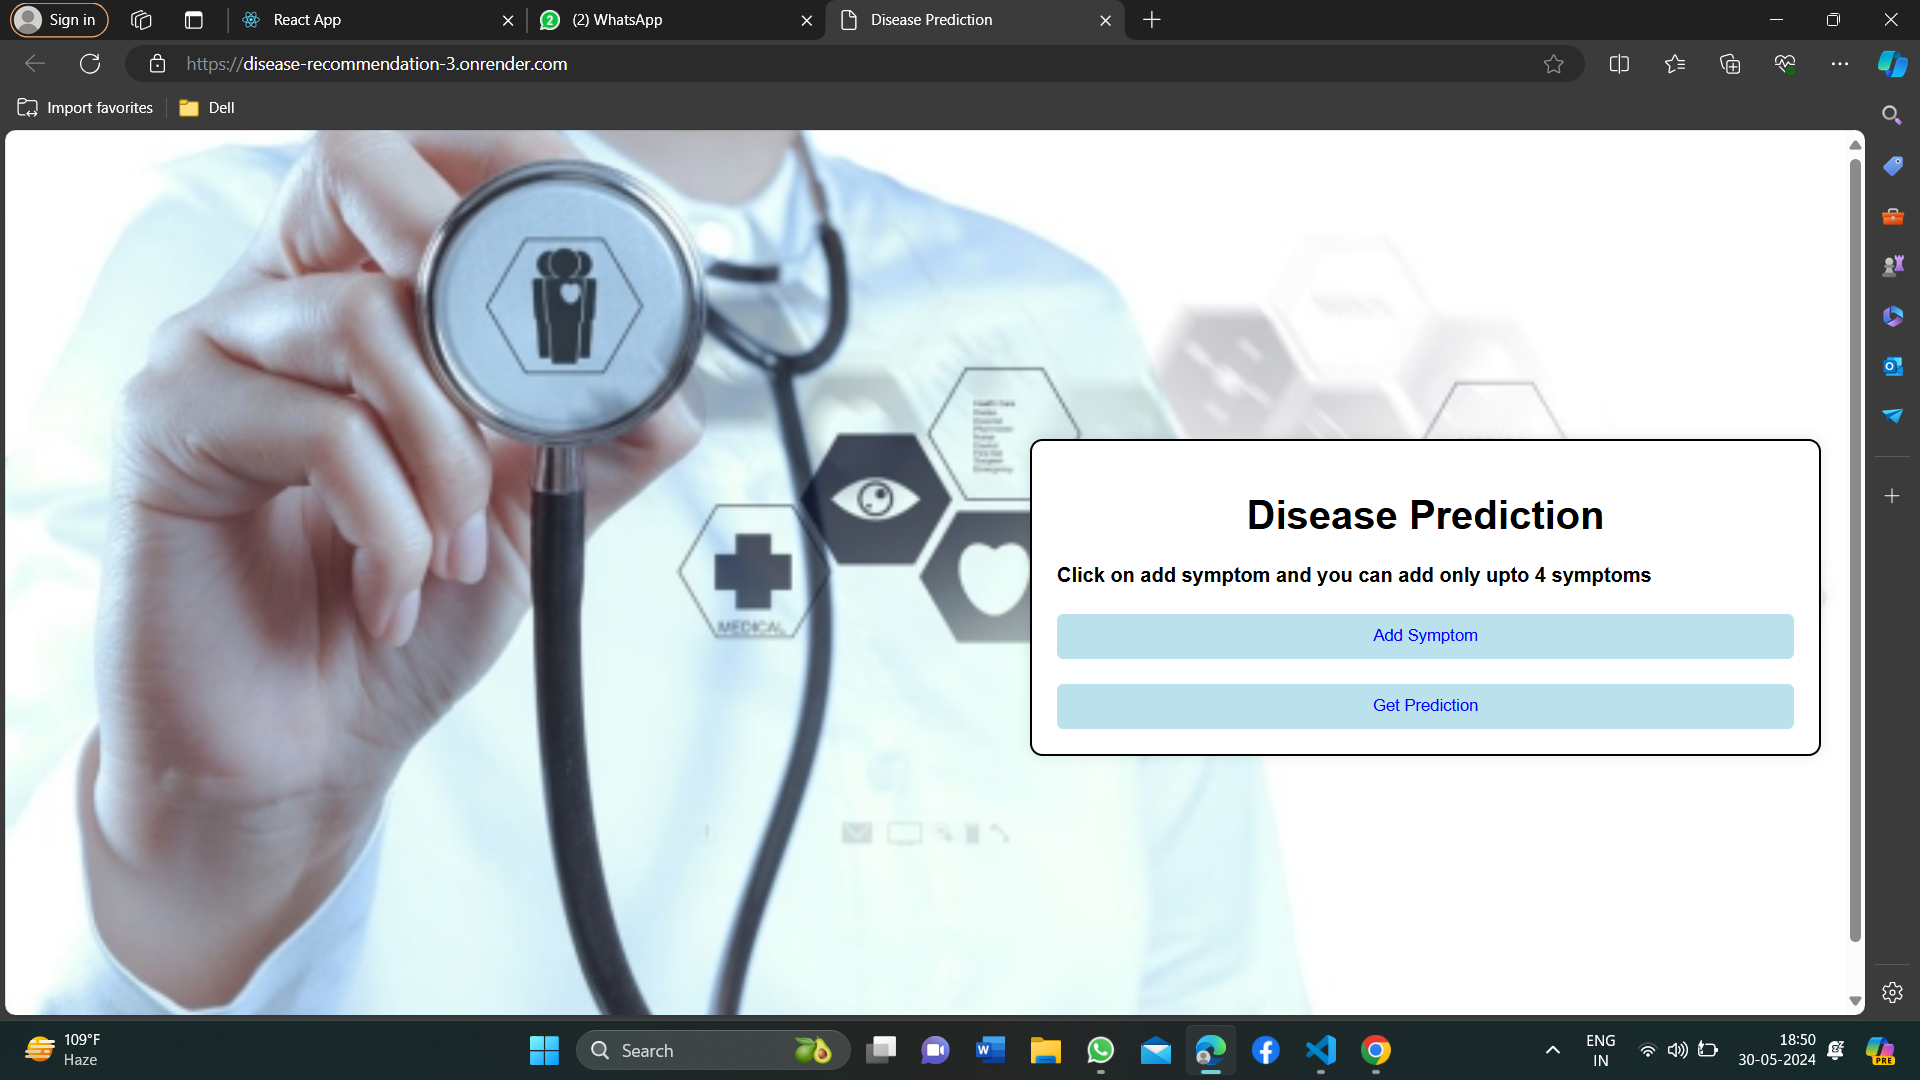 Sign in
React App
(2) WhatsApp
Disease Prediction
https://disease-recommendation-3.onrender.com
Import favorites
Dell
MEDICAL
Disease Prediction
Click on add symptom and you can add only upto 4 symptoms
Add Symptom
Get Prediction
109°F
Haze
Search
ENG
IN
18:50
30-05-2024
PRE